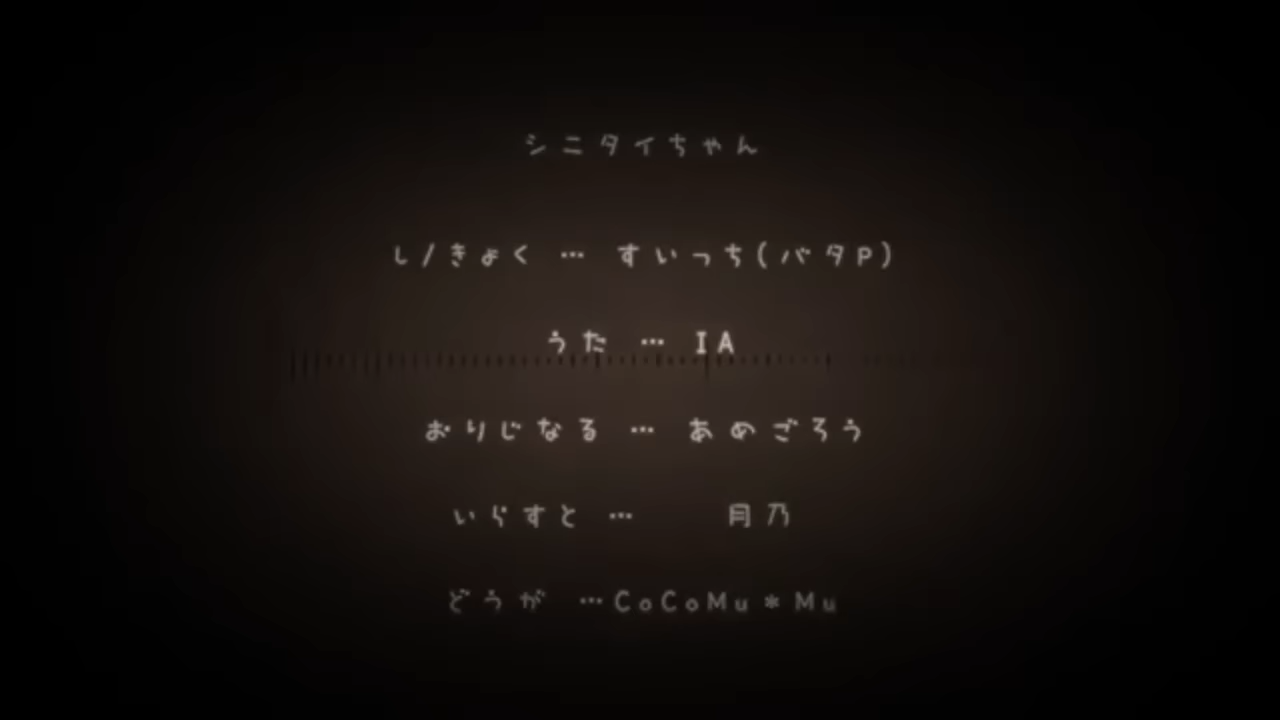 シニタイちゃん
し/きょく … すいっち(バタP)
うた … IA
おりじなる … あめごろう
いらすと … 月乃
どうが …CoCoMu*Mu